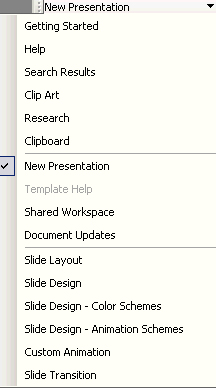 New Presentation
Getting Started
Help
Search Results
Clip Art
Research
Clipboard
New Presentation
Template Help
Shared Workspace
Document Updates
Slide Layout
Slide Design
Slide Design - Color Schemes
Slide Design - Animation Schemes
Custom Animation
Slide Transition